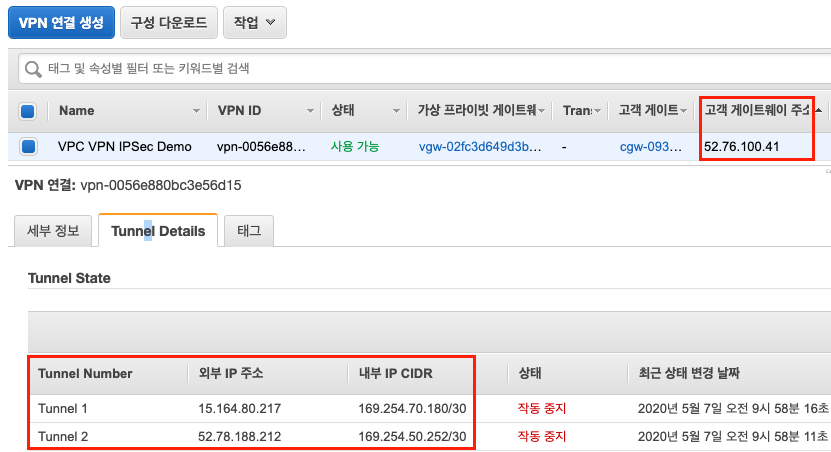 VPN 연결 생성 구성 다운로드 작업
태그 및 속성별 필터 또는 키워드별 검색
Name VPN ID 상태 가상 프라이빗 게이트웨 Tran: 고객 게이트 고객 게이트웨이 주소
VPC VPN IPSec Demo vpn-0056e88... 사용 가능 vgw-02fc3d649d3b... - cgw-093... 52.76.100.41
VPN 연결: vpn-0056e880bc3e56d15
세부 정보 Tunnel Details 태그
Tunnel State
Tunnel Number 외부 IP 주소 내부 IP CIDR 상태 최근 상태 변경 날짜
Tunnel 1 15.164.80.217 169.254.70.180/30 작동 중지 2020년 5월 7일 오전 9시 58분 16초
Tunnel 2 52.78.188.212 169.254.50.252/30 작동 중지 2020년 5월 7일 오전 9시 58분 11초